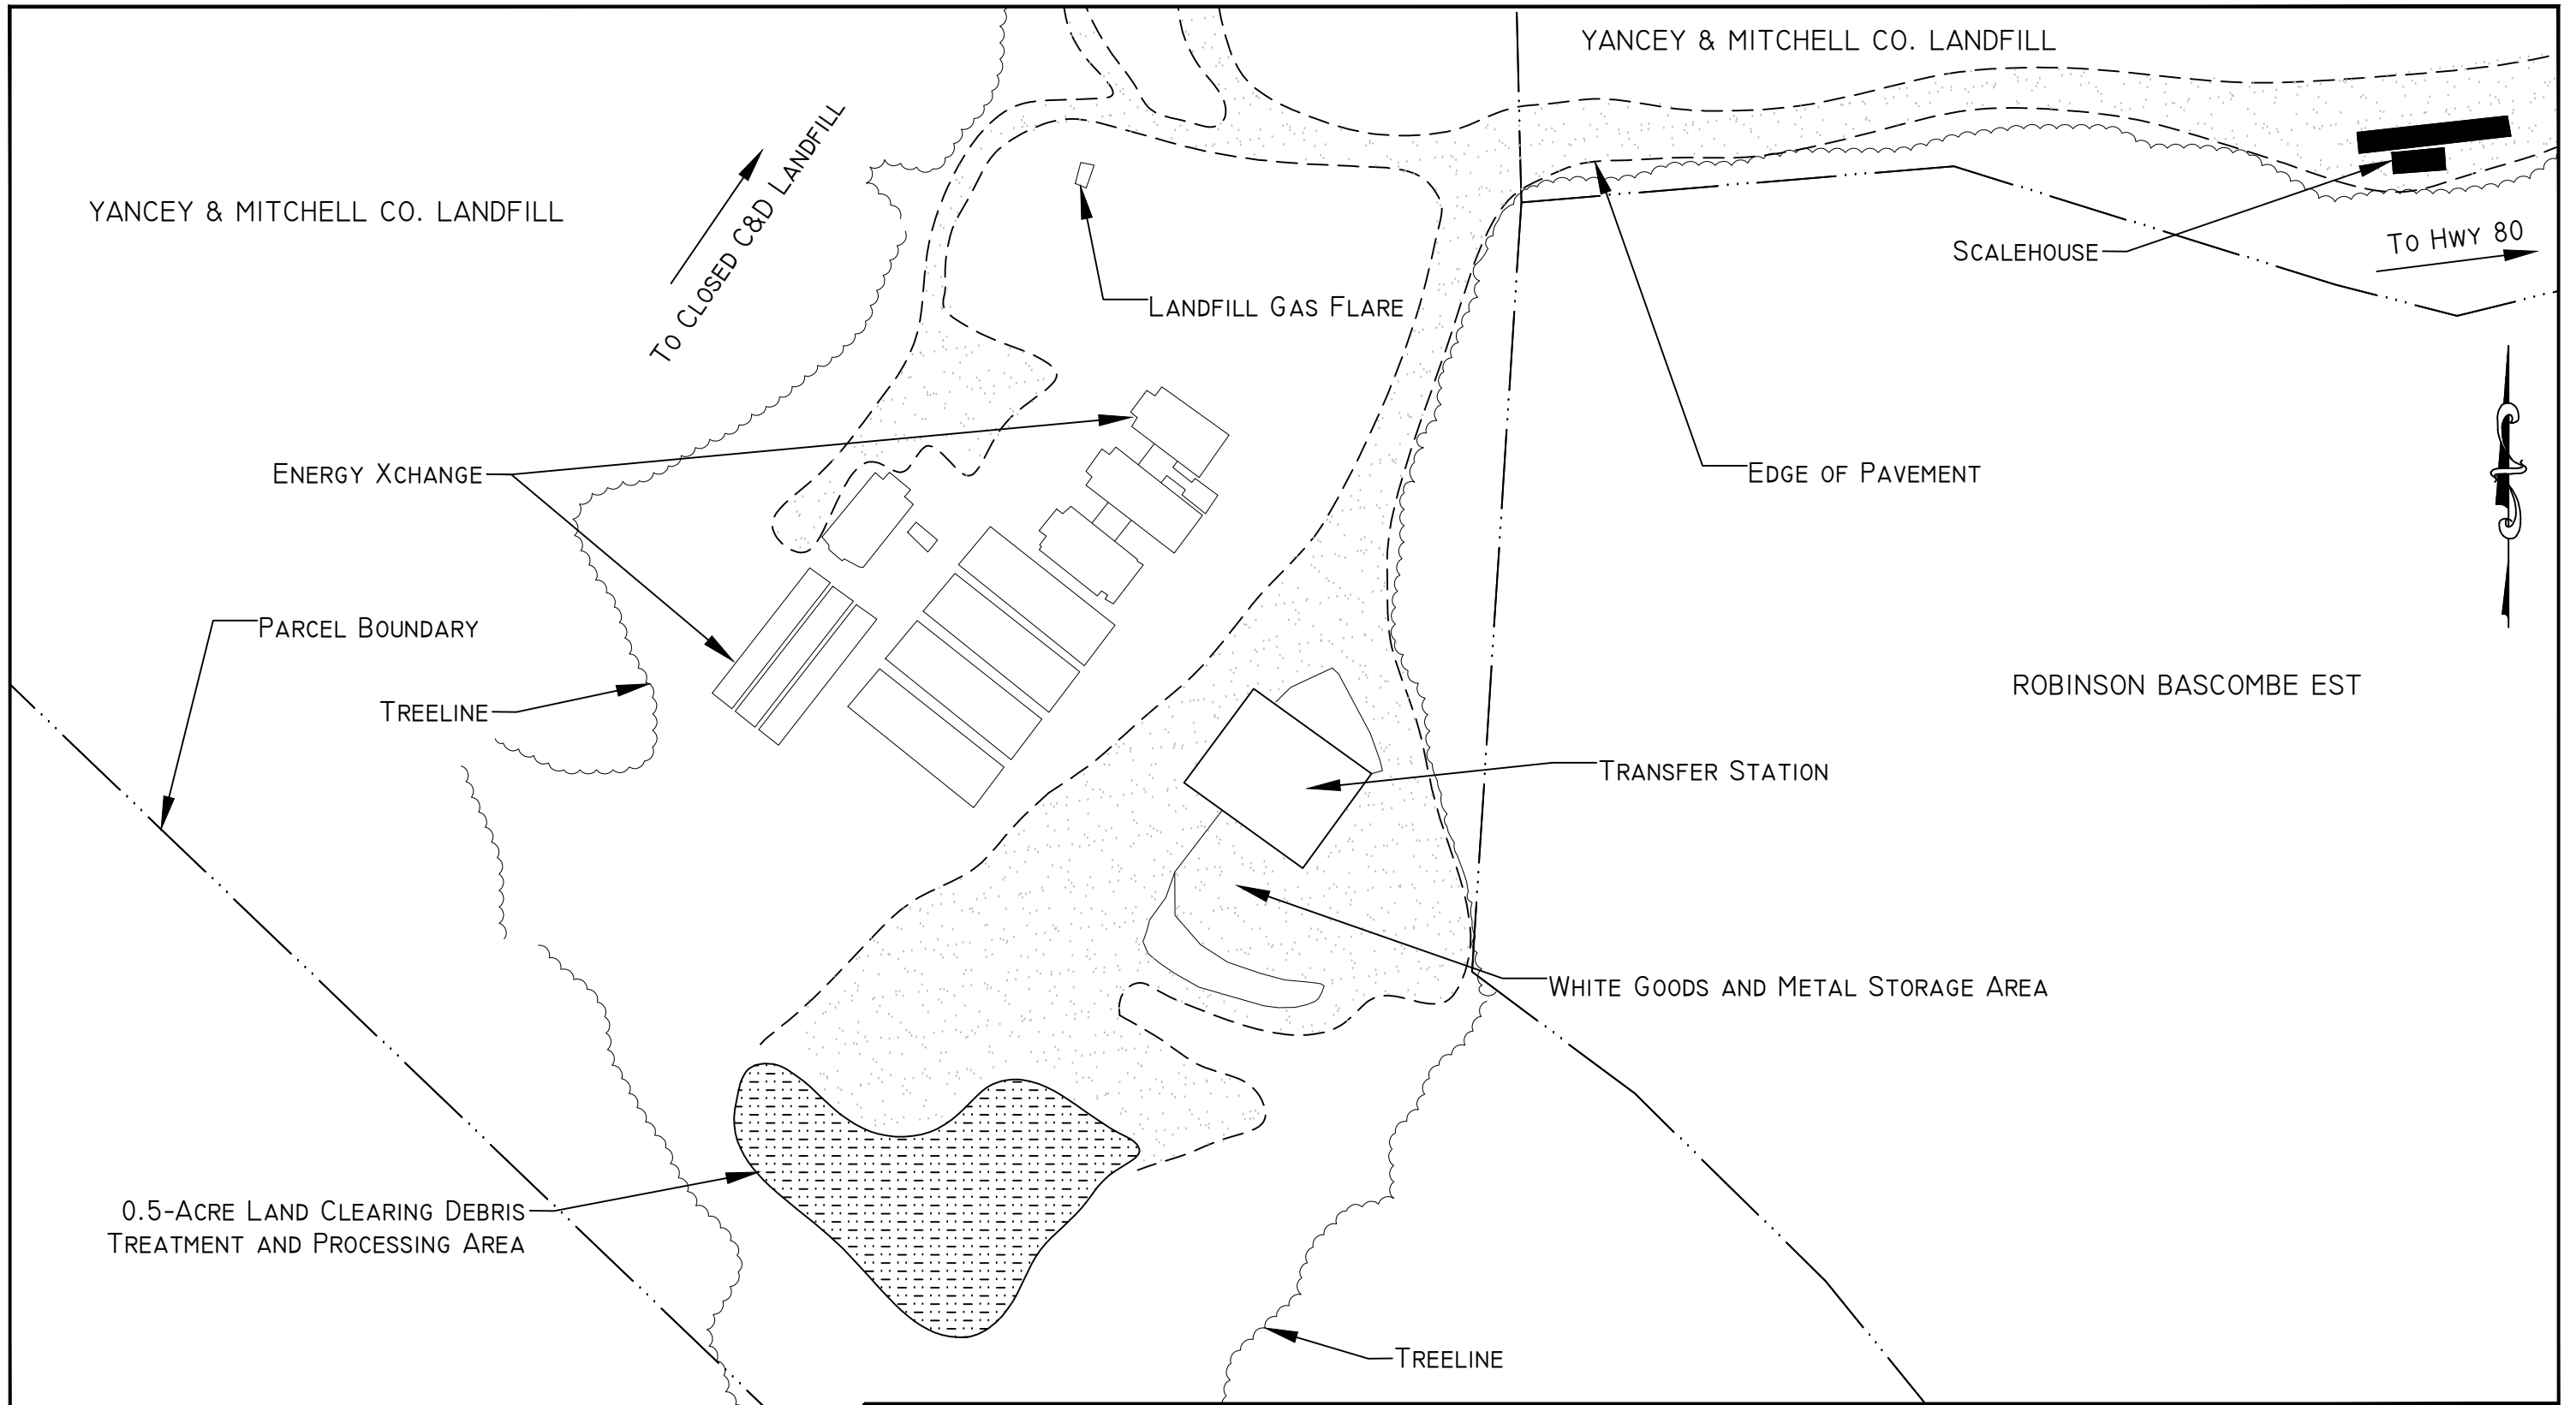 YANCEY & MITCHELL CO. LANDFILL
YANCEY & MITCHELL CO. LANDFILL
TO CLOSED C&D LANDFILL
SCALEHOUSE
TO HWY 80
LANDFILL GAS FLARE
ENERGY XCHANGE
EDGE OF PAVEMENT
PARCEL BOUNDARY
ROBINSON BASCOMBE EST
TREELINE
TRANSFER STATION
WHITE GOODS AND METAL STORAGE AREA
0.5-ACRE LAND CLEARING DEBRIS
TREATMENT AND PROCESSING AREA
TREELINE